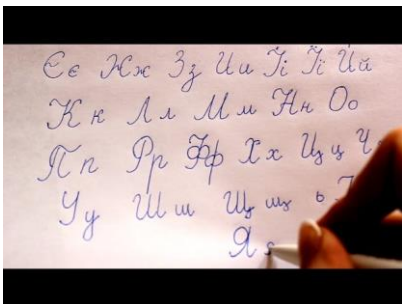 Єє Жж Зз Ии Іі Її Йй
Кк Лл Мм Нн Оо
Пп Рр Фф Хх Цц Ч
Уу Шш Щщ ь
Я